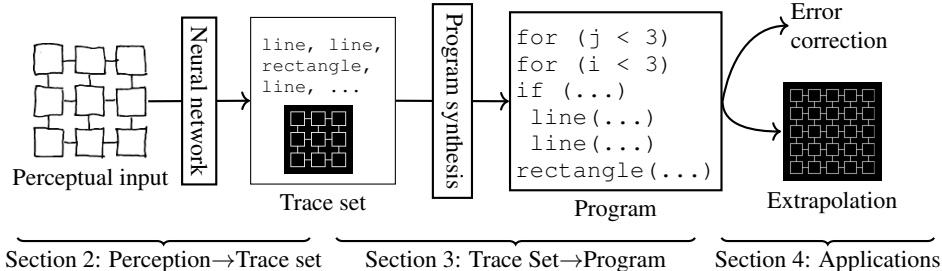 Perceptual input
Neural network
line, line,
rectangle,
line, ...
Trace set
Program synthesis
for (j < 3)
for (i < 3)
if (...)
line(...)
line(...)
rectangle(...)
Program
Error
correction
Extrapolation
Section 2: Perception→Trace set
Section 3: Trace Set→Program
Section 4: Applications